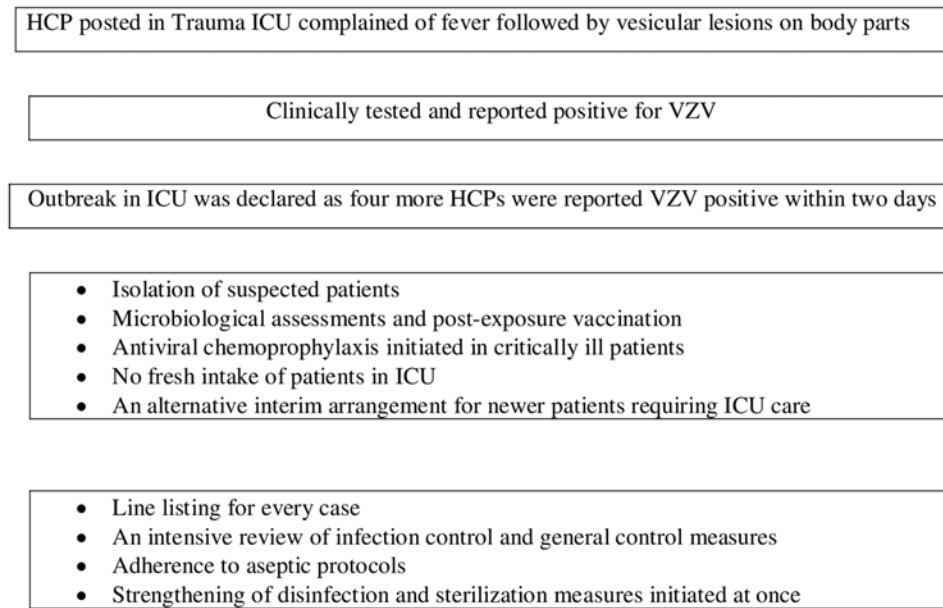 HCP posted in Trauma ICU complained of fever followed by vesicular lesions on body parts
Clinically tested and reported positive for VZV
Outbreak in ICU was declared as four more HCPs were reported VZV positive within two days
• Isolation of suspected patients
• Microbiological assessments and post-exposure vaccination
• Antiviral chemoprophylaxis initiated in critically ill patients
• No fresh intake of patients in ICU
• An alternative interim arrangement for newer patients requiring ICU care
• Line listing for every case
• An intensive review of infection control and general control measures
• Adherence to aseptic protocols
• Strengthening of disinfection and sterilization measures initiated at once